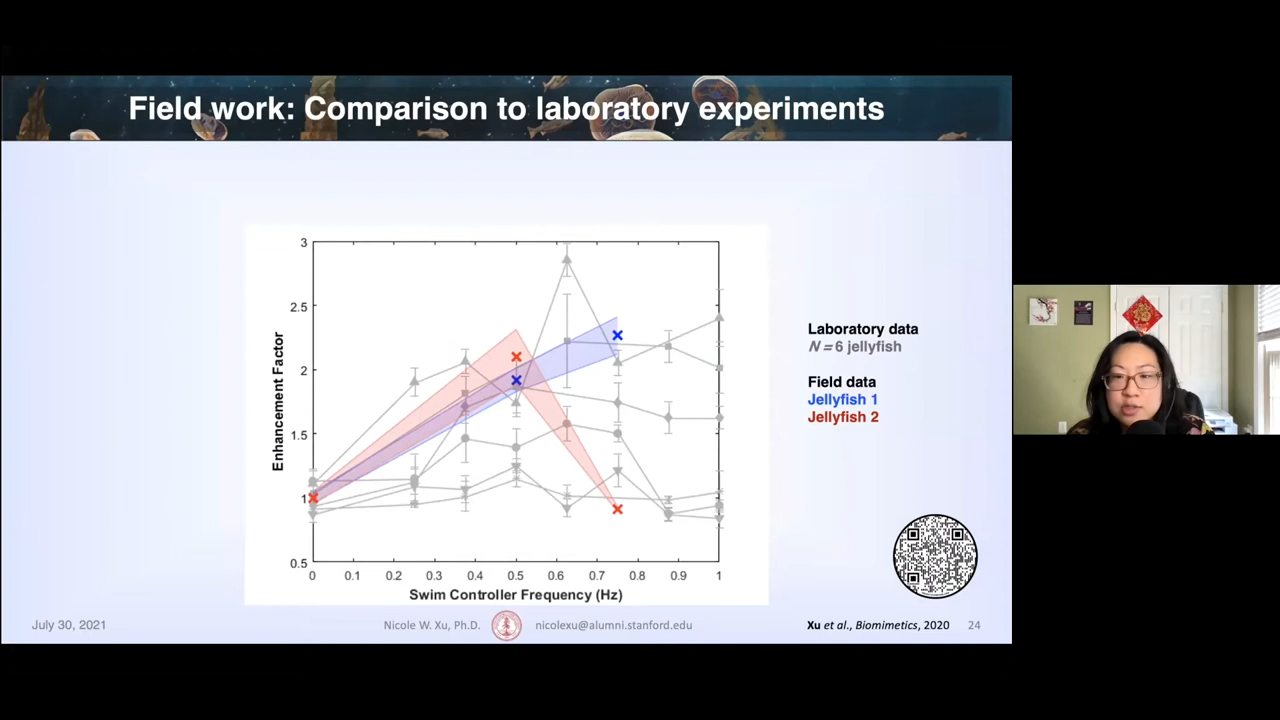 Field work: Comparison to laboratory experiments
3
2.5
2
1.5
1
0.5
Enhancement Factor
0 0.1 0.2 0.3 0.4 0.5 0.6 0.7 0.8 0.9 1
Swim Controller Frequency (Hz)
Laboratory data
N = 6 jellyfish
Field data
Jellyfish 1
Jellyfish 2
July 30, 2021
Nicole W. Xu, Ph.D.
nicolexu@alumni.stanford.edu
Xu et al., Biomimetics, 2020
24